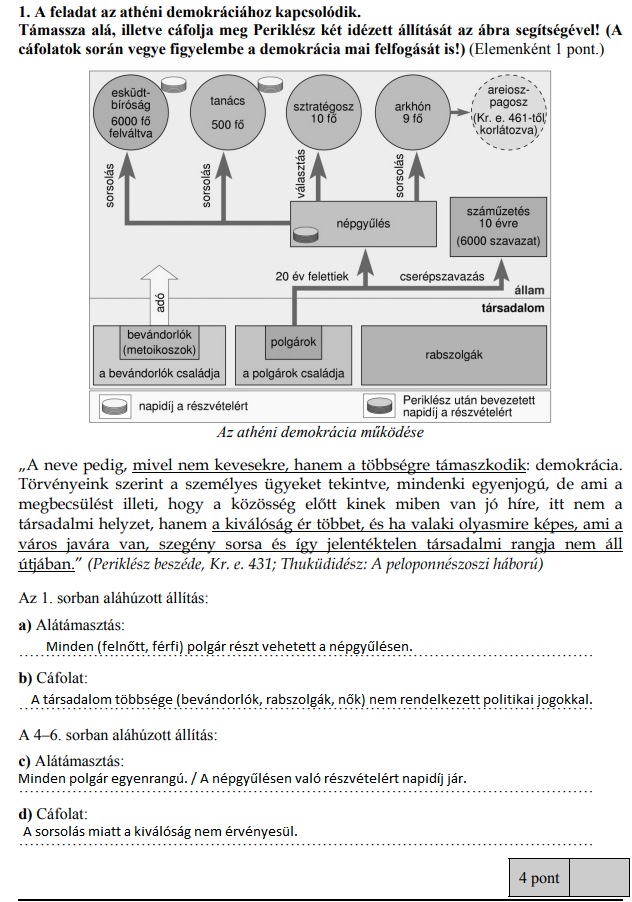 1. A feladat az athéni demokráciához kapcsolódik.
Támassza alá, illetve cáfolja meg Periklész két idézett állítását az ábra segítségével! (A
cáfolatok során vegye figyelembe a demokrácia mai felfogását is!) (Elemenként 1 pont.)
esküdt-
bíróság
6000 fő
felváltva
tanács
500 fő
sztratégosz
10 fő
arkhón
9 fő
areiosz-
pagosz
(Kr. e. 461-től
korlátozva)
sorsolás
sorsolás
választás
sorsolás
népgyűlés
száműzetés
10 évre
(6000 szavazat)
20 év felettiek
cserépszavazás
állam
társadalom
adó
bevándorlók
(metoikoszok)
a bevándorlók családja
polgárok
a polgárok családja
rabszolgák
napidíj a részvételért
Periklész után bevezetett
napidíj a részvételért
Az athéni demokrácia működése
„A neve pedig, mivel nem kevesekre, hanem a többségre támaszkodik: demokrácia.
Törvényeink szerint a személyes ügyeket tekintve, mindenki egyenjogú, de ami a
megbecsülést illeti, hogy a közösség előtt kinek miben van jó híre, itt nem a
társadalmi helyzet, hanem a kiválóság ér többet, és ha valaki olyasmire képes, ami a
város javára van, szegény sorsa és így jelentéktelen társadalmi rangja nem áll
útjában.” (Periklész beszéde, Kr. e. 431; Thuküdidész: A peloponnészoszi háború)
Az 1. sorban aláhúzott állítás:
a) Alátámasztás:
Minden (felnőtt, férfi) polgár részt vehetett a népgyűlésen.
b) Cáfolat:
A társadalom többsége (bevándorlók, rabszolgák, nők) nem rendelkezett politikai jogokkal.
A 4–6. sorban aláhúzott állítás:
c) Alátámasztás:
Minden polgár egyenrangú. / A népgyűlésen való részvételért napidíj jár.
d) Cáfolat:
A sorsolás miatt a kiválóság nem érvényesül.
4 pont